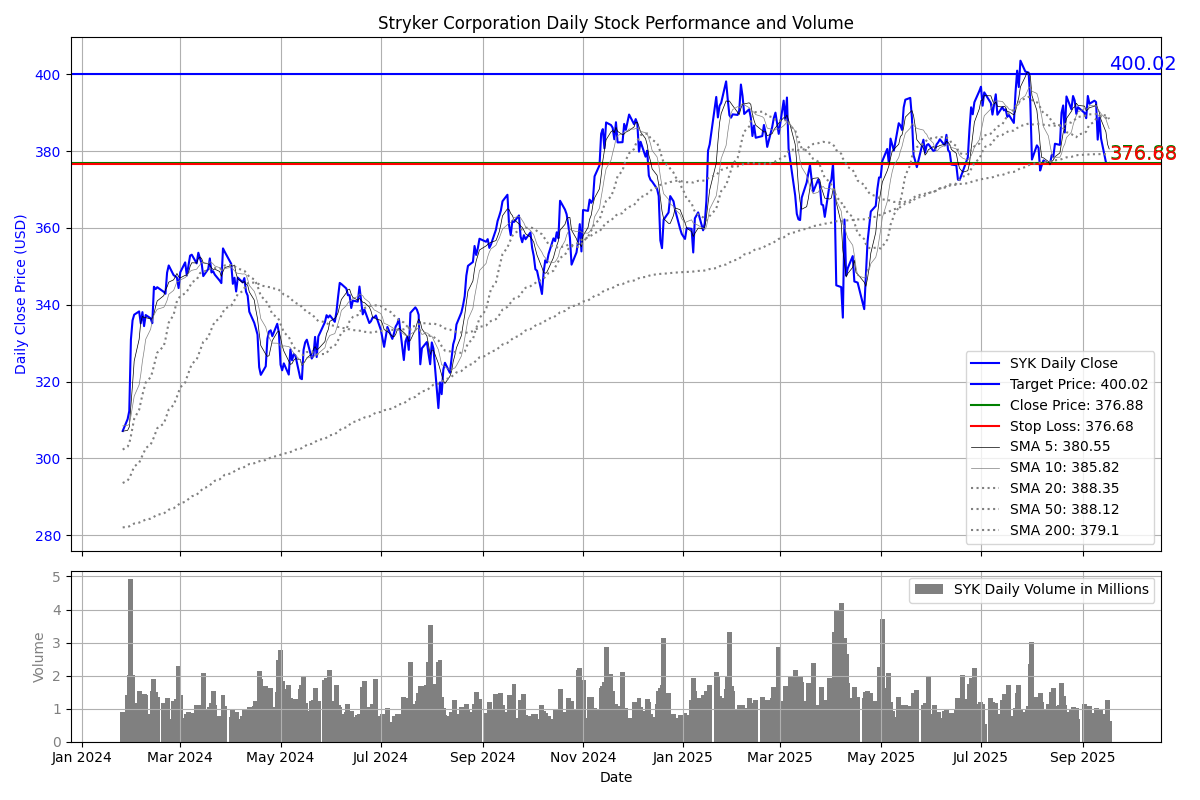 Stryker Corporation Daily Stock Performance and Volume
Daily Close Price (USD)
400
380
360
340
320
300
280
400.02
376.88
SYK Daily Close
Target Price: 400.02
Close Price: 376.88
Stop Loss: 376.68
SMA 5: 380.55
SMA 10: 385.82
SMA 20: 388.35
SMA 50: 388.12
SMA 200: 379.1
Volume
5
4
3
2
1
0
SYK Daily Volume in Millions
Jan 2024
Mar 2024
May 2024
Jul 2024
Sep 2024
Nov 2024
Jan 2025
Mar 2025
May 2025
Jul 2025
Sep 2025
Date